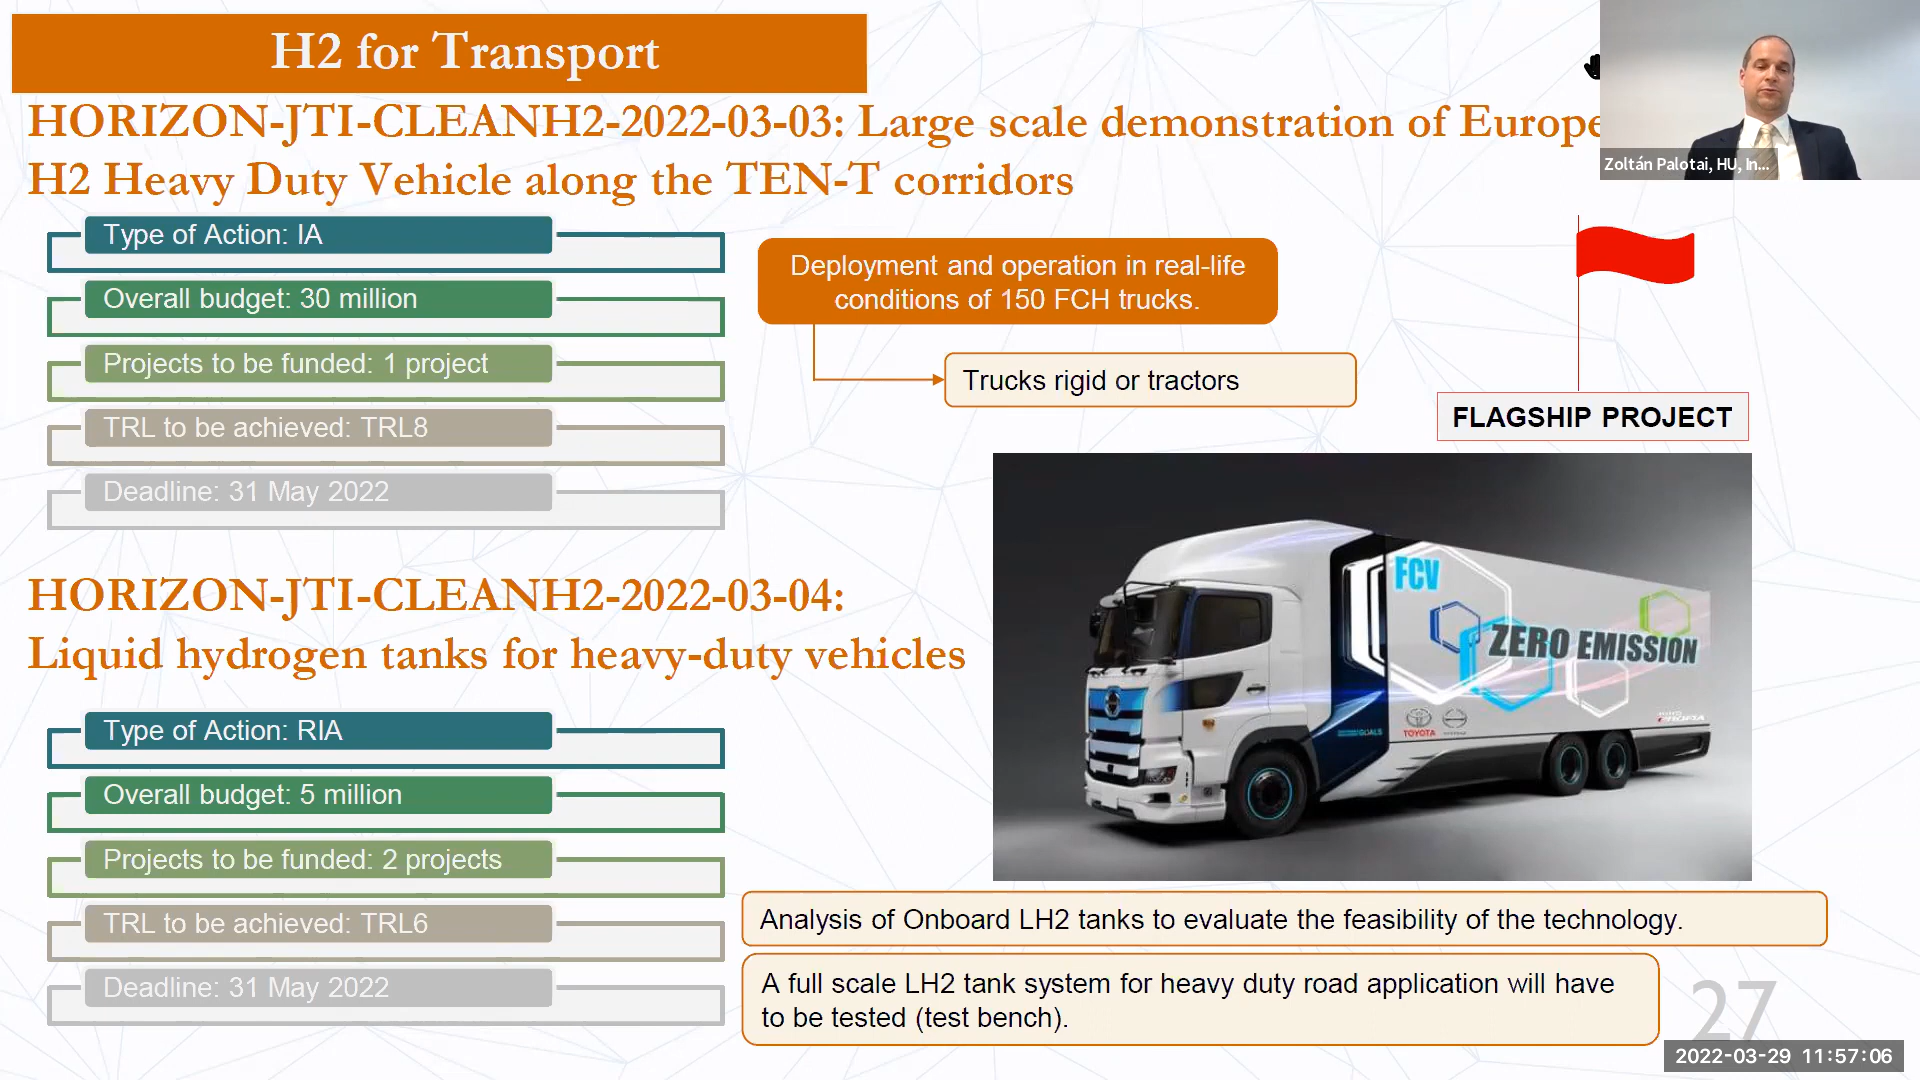 H2 for Transport
HORIZON-JTI-CLEANH2-2022-03-03: Large scale demonstration of Europe
H2 Heavy Duty Vehicle along the TEN-T corridors
Zoltán Palotai, HU, In...
Type of Action: IA
Overall budget: 30 million
Projects to be funded: 1 project
TRL to be achieved: TRL8
Deadline: 31 May 2022
Deployment and operation in real-life
conditions of 150 FCH trucks.
Trucks rigid or tractors
FLAGSHIP PROJECT
FCV
ZERO EMISSION
TOYOTA
GOALS
HORIZON-JTI-CLEANH2-2022-03-04:
Liquid hydrogen tanks for heavy-duty vehicles
Type of Action: RIA
Overall budget: 5 million
Projects to be funded: 2 projects
TRL to be achieved: TRL6
Deadline: 31 May 2022
Analysis of Onboard LH2 tanks to evaluate the feasibility of the technology.
A full scale LH2 tank system for heavy duty road application will have
to be tested (test bench).
27
2022-03-29 11:57:06